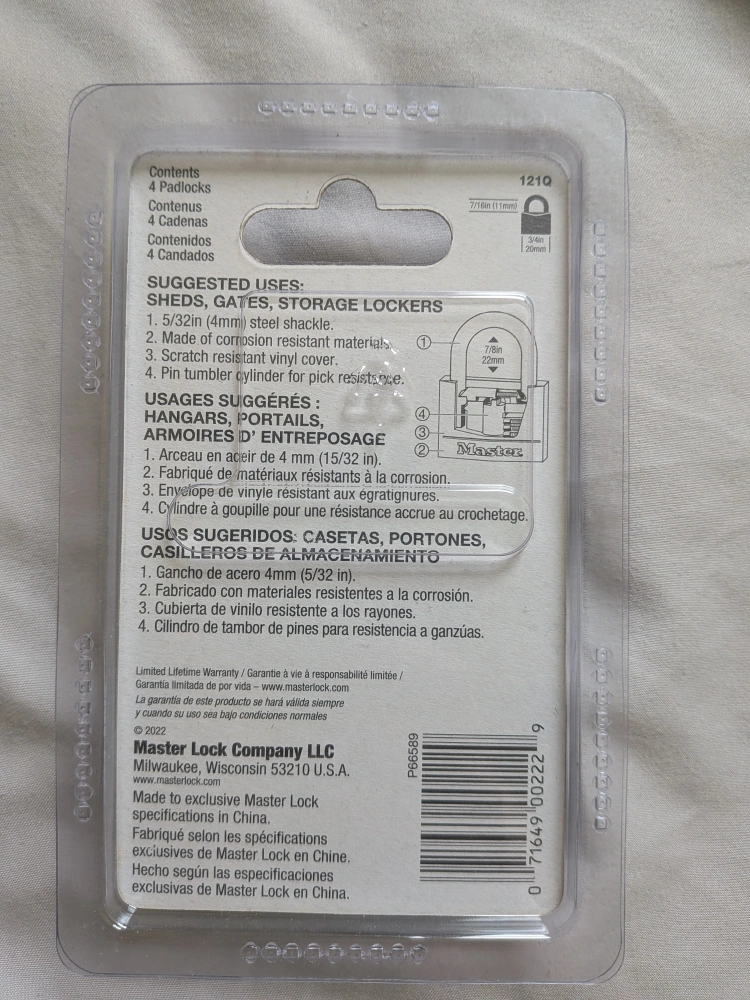 Contents
4 Padlocks
Contenus
4 Cadenas
Contenidos
4 Candados
121Q
7/16in (11mm)
3/4in
20mm
SUGGESTED USES:
SHEDS, GATES, STORAGE LOCKERS
1. 5/32in (4mm) steel shackle.
2. Made of corrosion resistant materials.
3. Scratch resistant vinyl cover.
4. Pin tumbler cylinder for pick resistance.
1
7/8in
22mm
4
3
2
Master
USAGES SUGGÉRÉS :
HANGARS, PORTAILS,
ARMOIRES D' ENTREPOSAGE
1. Arceau en acier de 4 mm (15/32 in).
2. Fabriqué de matériaux résistants à la corrosion.
3. Envelope de vinyle résistant aux égratignures.
4. Cylindre à goupille pour une résistance accrue au crochetage.
USOS SUGERIDOS: CASETAS, PORTONES,
CASILLEROS DE ALMACENAMIENTO
1. Gancho de acero 4mm (5/32 in).
2. Fabricado con materiales resistentes a la corrosión.
3. Cubierta de vinilo resistente a los rayones.
4. Cilindro de tambor de pines para resistencia a ganzúas.
Limited Lifetime Warranty / Garantie à vie à responsabilité limitée /
Garantía limitada de por vida – www.masterlock.com
La garantía de este producto se hará válida siempre
y cuando su uso sea bajo condiciones normales
© 2022
Master Lock Company LLC
Milwaukee, Wisconsin 53210 U.S.A.
www.masterlock.com
Made to exclusive Master Lock
specifications in China.
Fabriqué selon les spécifications
exclusives de Master Lock en Chine.
Hecho según las especificaciones
exclusivas de Master Lock en China.
P66589
0 71649 00222 9